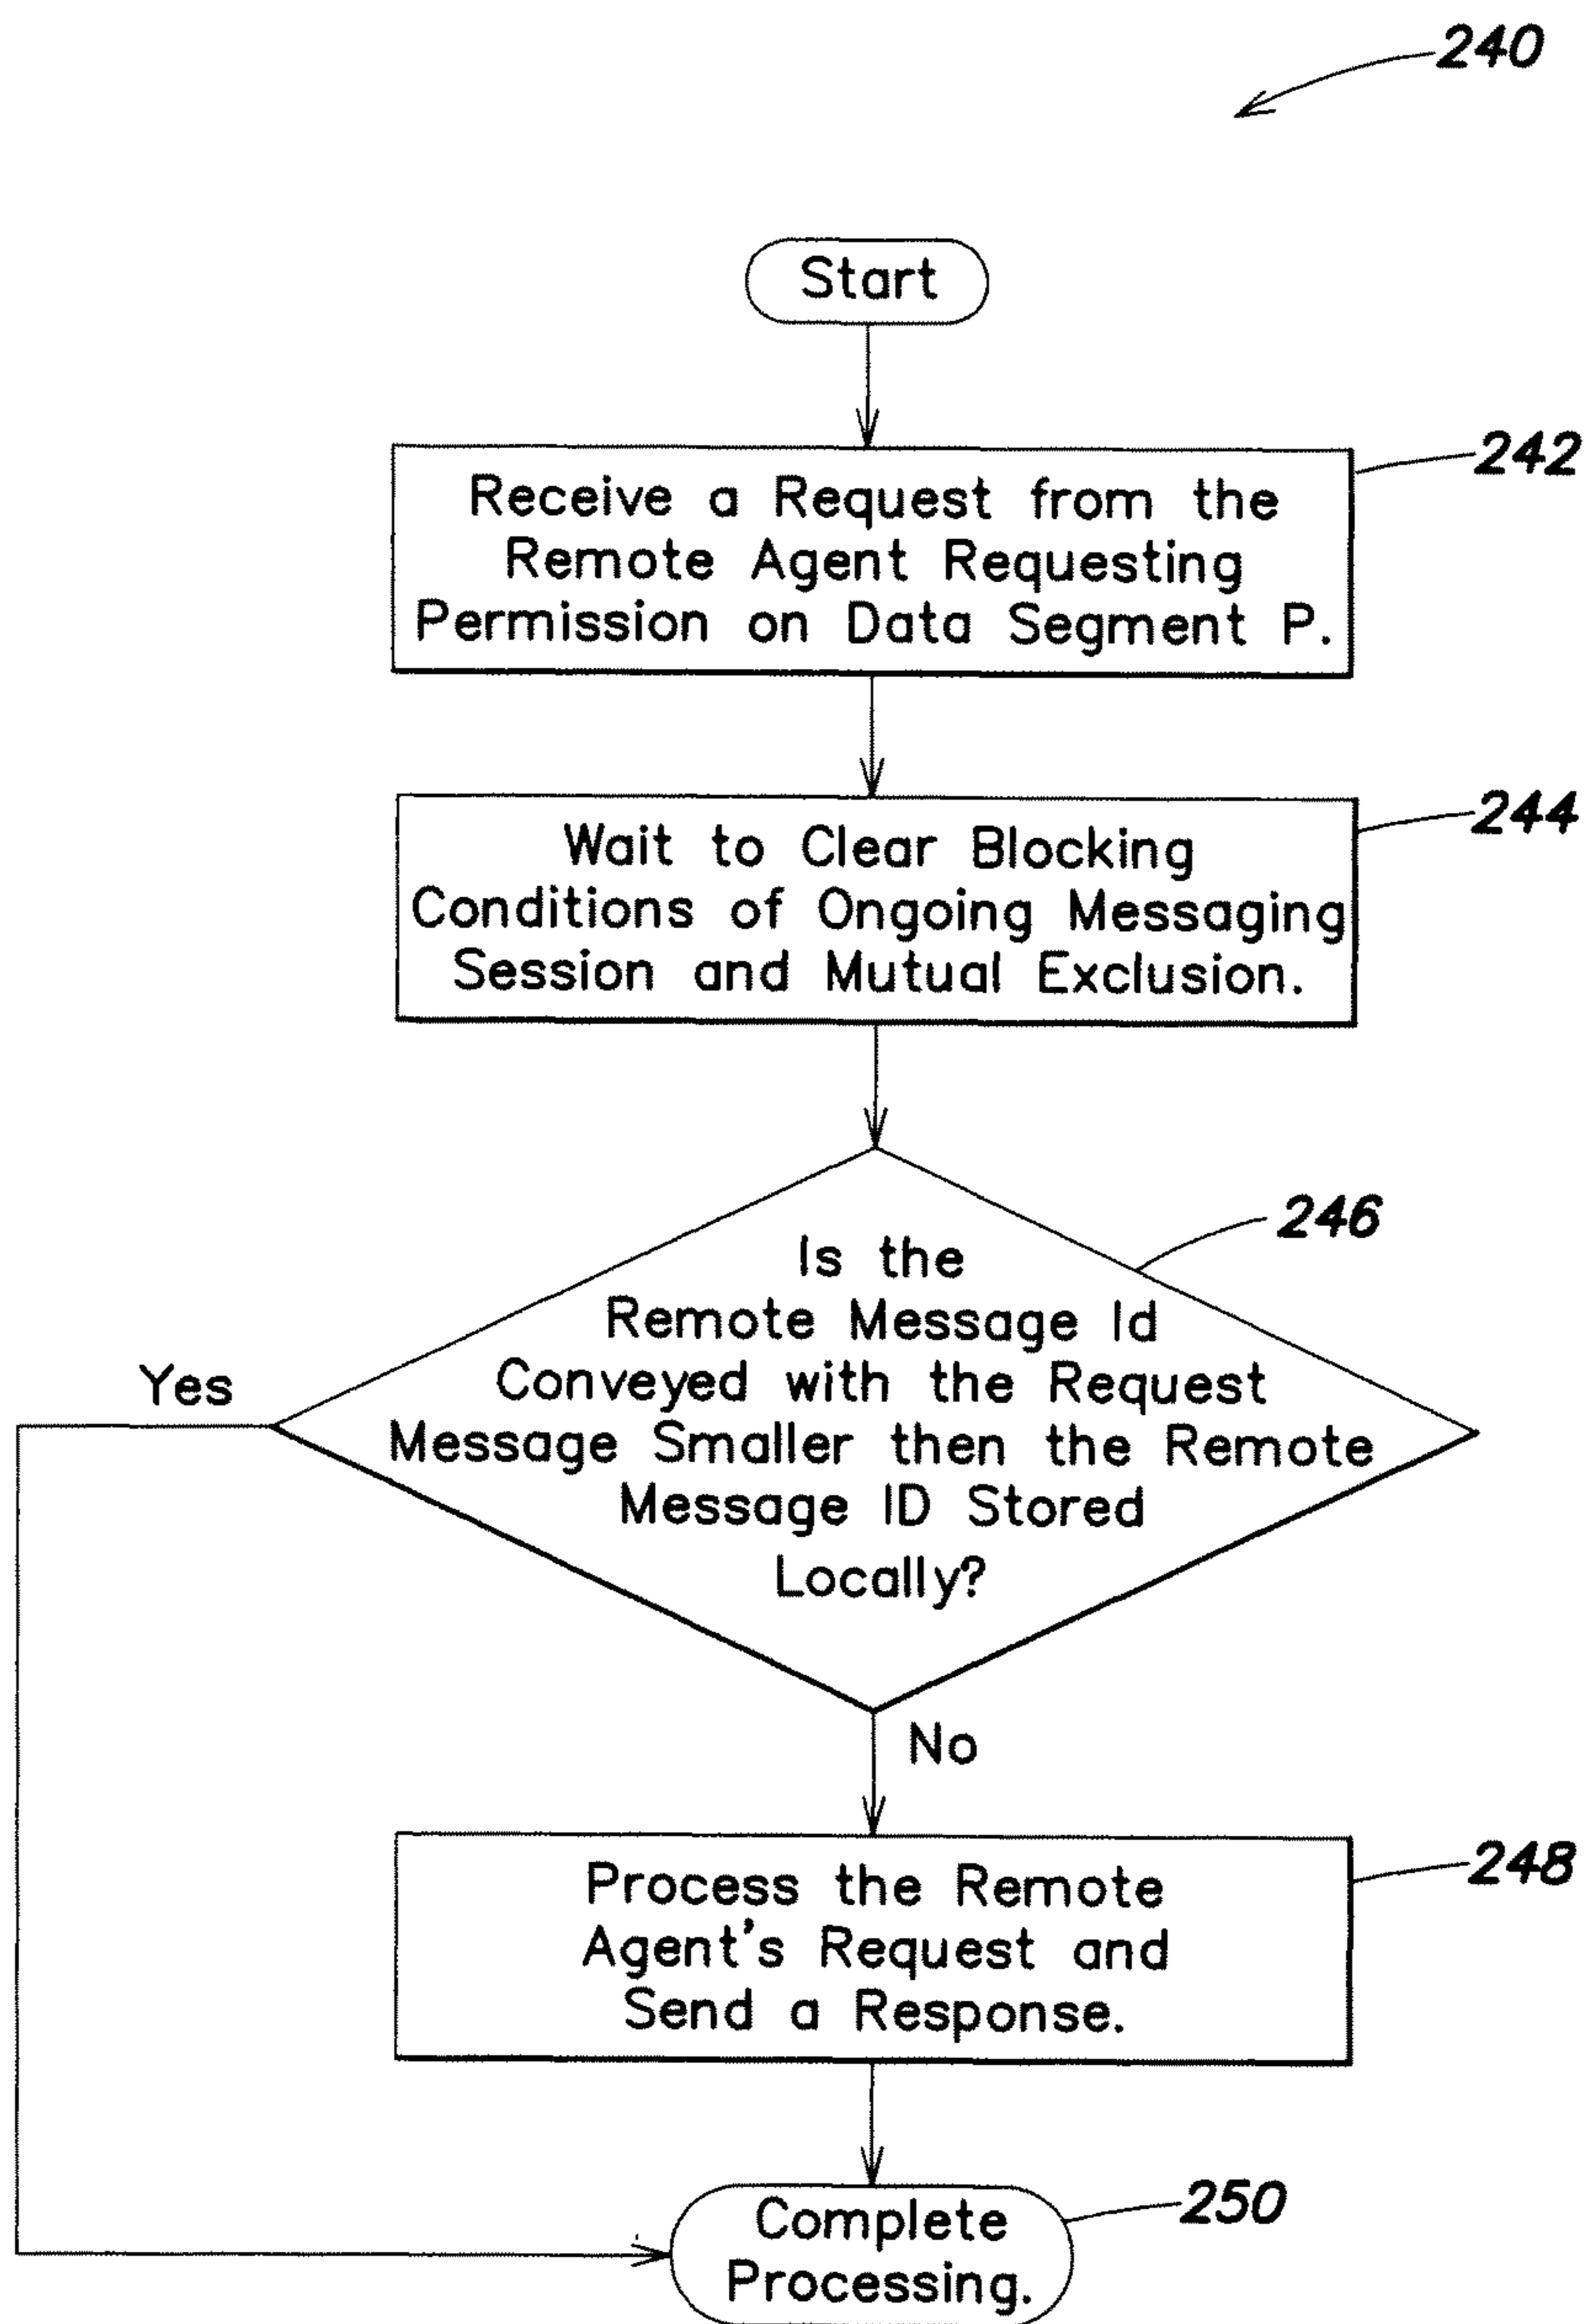 240
Start
242
Receive a Request from the
Remote Agent Requesting
Permission on Data Segment P.
244
Wait to Clear Blocking
Conditions of Ongoing Messaging
Session and Mutual Exclusion.
246
Is the
Remote Message Id
Conveyed with the Request
Message Smaller then the Remote
Message ID Stored
Locally?
Yes
No
248
Process the Remote
Agent's Request and
Send a Response.
250
Complete
Processing.